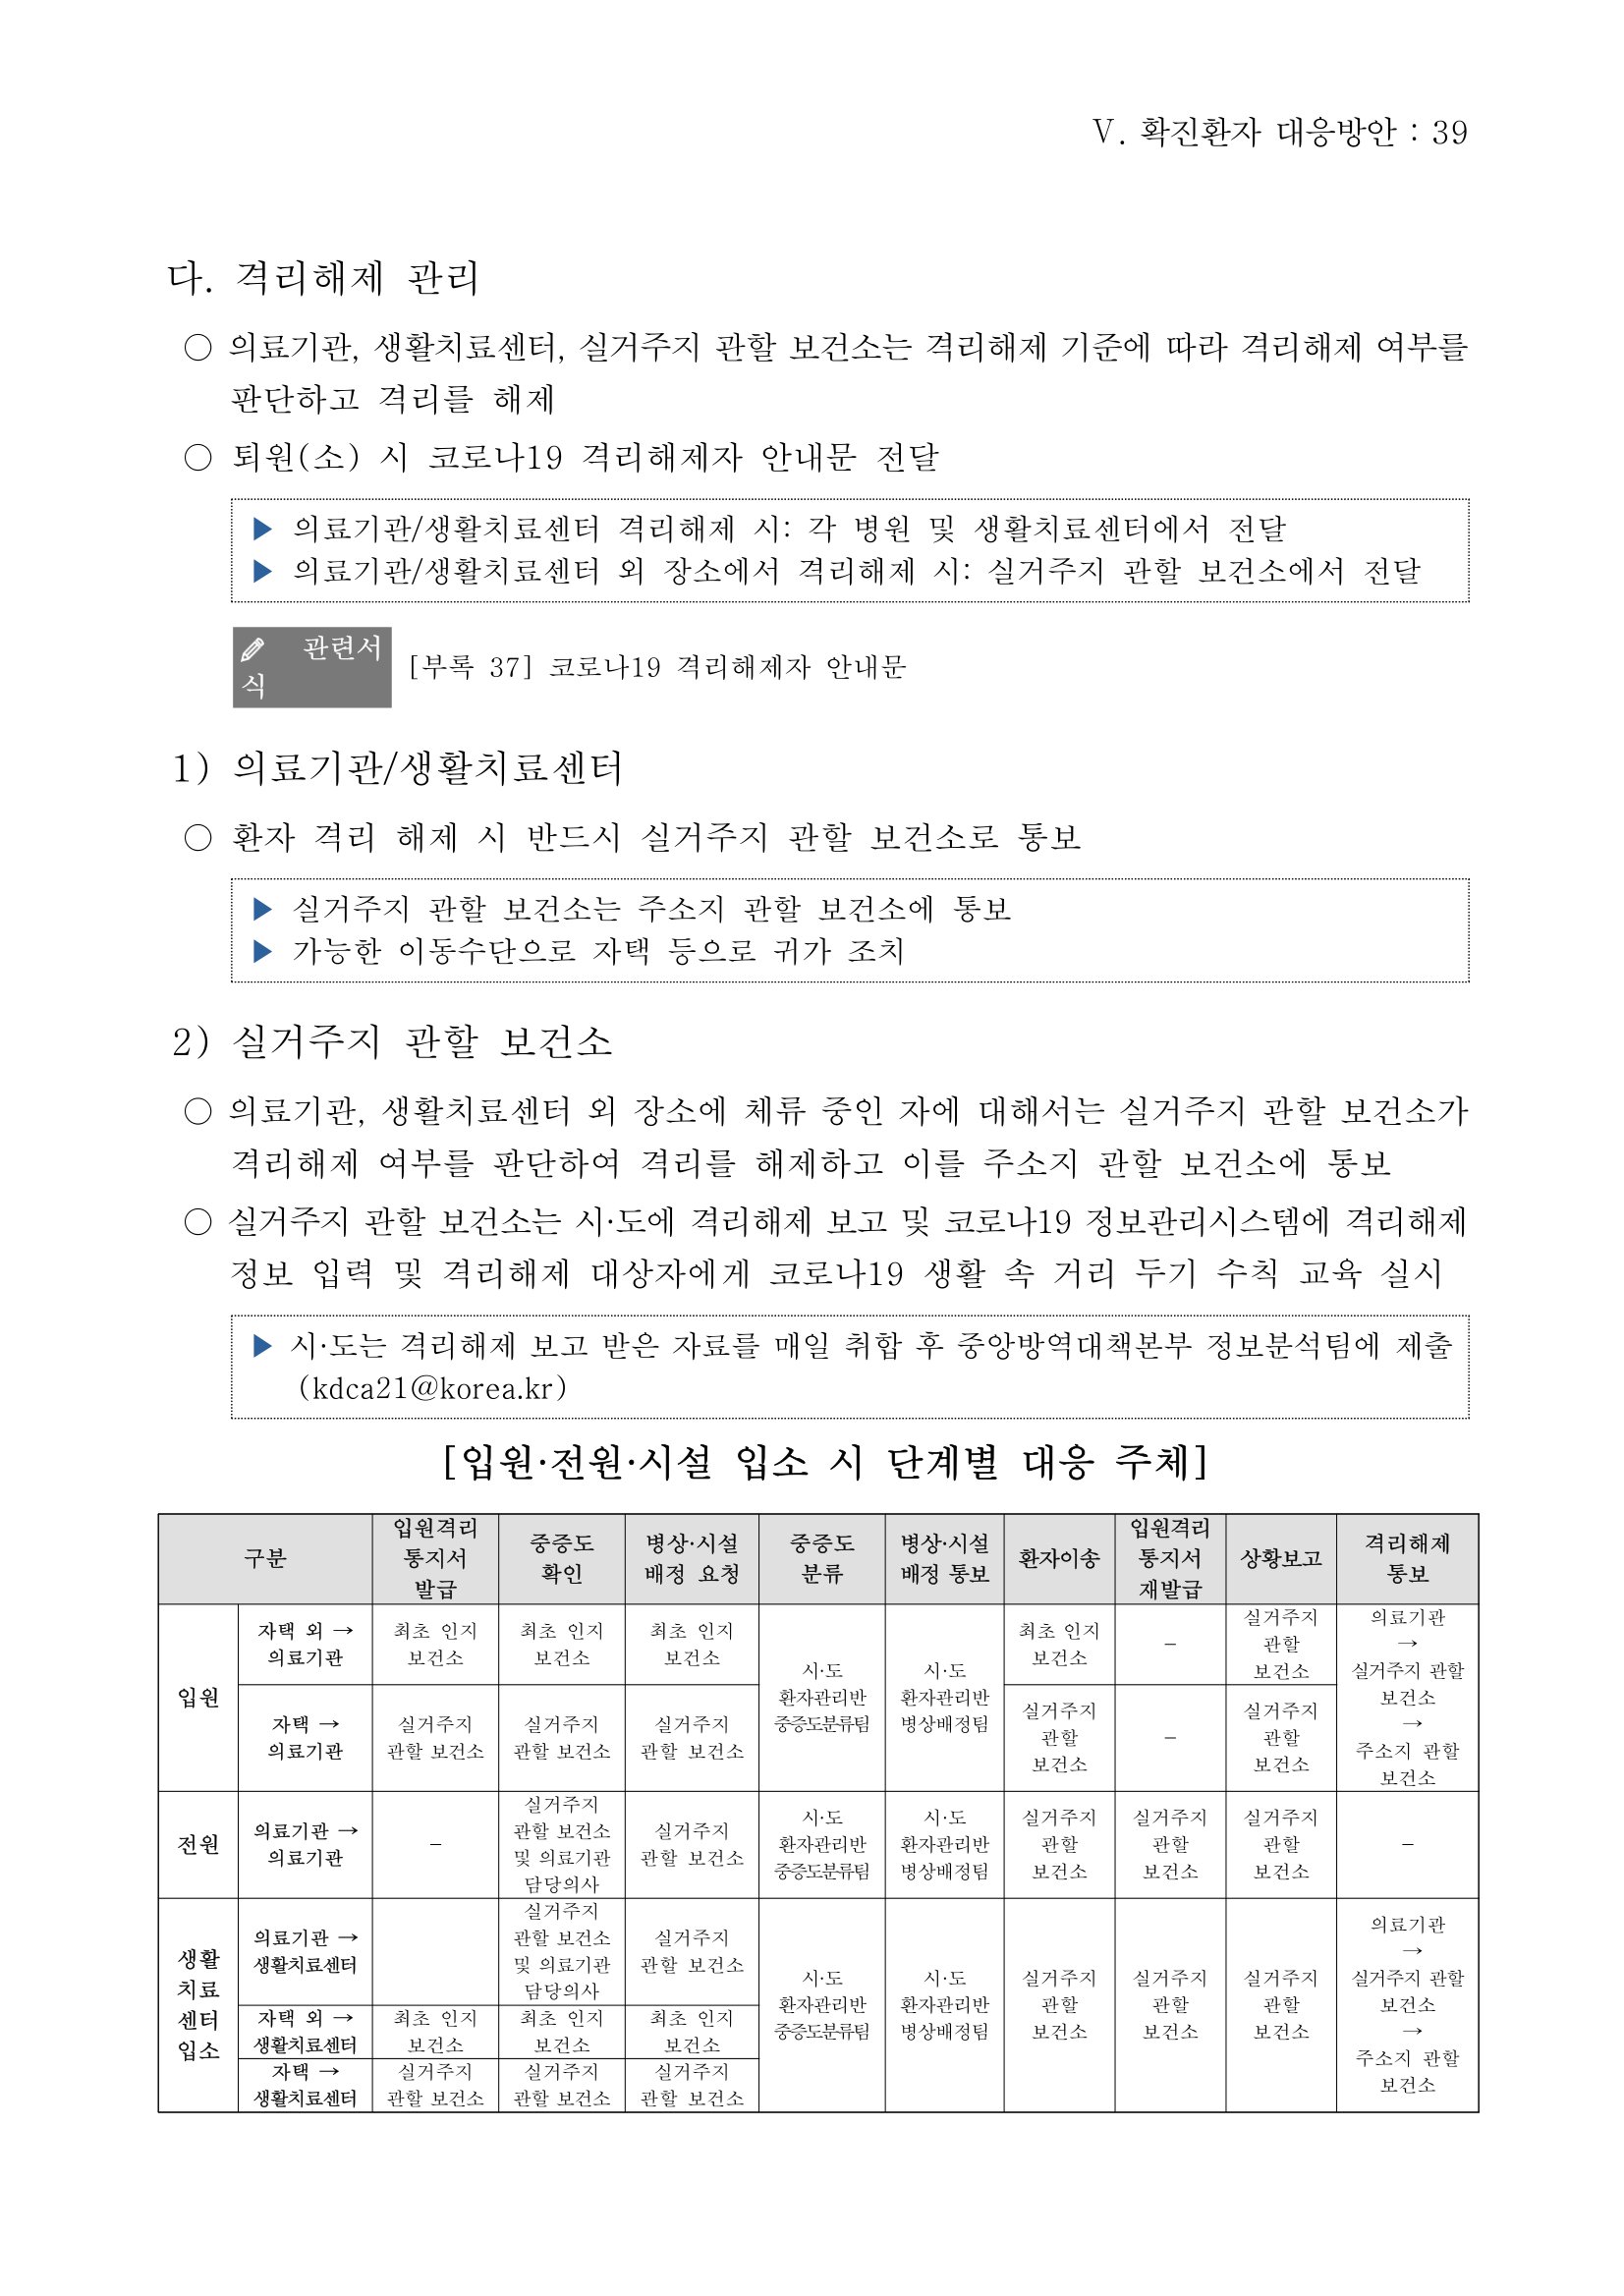 Ⅴ. 확진환자 대응방안 : 39
다. 격리해제 관리
○ 의료기관, 생활치료센터, 실거주지 관할 보건소는 격리해제 기준에 따라 격리해제 여부를
판단하고 격리를 해제
○ 퇴원(소) 시 코로나19 격리해제자 안내문 전달
▶ 의료기관/생활치료센터 격리해제 시: 각 병원 및 생활치료센터에서 전달
▶ 의료기관/생활치료센터 외 장소에서 격리해제 시: 실거주지 관할 보건소에서 전달
관련서
식
[부록 37] 코로나19 격리해제자 안내문
1) 의료기관/생활치료센터
○ 환자 격리 해제 시 반드시 실거주지 관할 보건소로 통보
▶ 실거주지 관할 보건소는 주소지 관할 보건소에 통보
▶ 가능한 이동수단으로 자택 등으로 귀가 조치
2) 실거주지 관할 보건소
○ 의료기관, 생활치료센터 외 장소에 체류 중인 자에 대해서는 실거주지 관할 보건소가
격리해제 여부를 판단하여 격리를 해제하고 이를 주소지 관할 보건소에 통보
○ 실거주지 관할 보건소는 시·도에 격리해제 보고 및 코로나19 정보관리시스템에 격리해제
정보 입력 및 격리해제 대상자에게 코로나19 생활 속 거리 두기 수칙 교육 실시
▶ 시·도는 격리해제 보고 받은 자료를 매일 취합 후 중앙방역대책본부 정보분석팀에 제출
(kdca21@korea.kr)
[입원·전원·시설 입소 시 단계별 대응 주체]
구분
입원격리
통지서
발급
중증도
확인
병상·시설
배정 요청
중증도
분류
병상·시설
배정 통보
환자이송
입원격리
통지서
재발급
상황보고
격리해제
통보
입원
자택 외 →
의료기관
최초 인지
보건소
최초 인지
보건소
최초 인지
보건소
시·도
환자관리반
중증도분류팀
시·도
환자관리반
병상배정팀
최초 인지
보건소
–
실거주지
관할
보건소
의료기관
→
실거주지 관할
보건소
→
주소지 관할
보건소
자택 →
의료기관
실거주지
관할 보건소
실거주지
관할 보건소
실거주지
관할 보건소
실거주지
관할
보건소
–
실거주지
관할
보건소
전원
의료기관 →
의료기관
–
실거주지
관할 보건소
및 의료기관
담당의사
실거주지
관할 보건소
시·도
환자관리반
중증도분류팀
시·도
환자관리반
병상배정팀
실거주지
관할
보건소
실거주지
관할
보건소
실거주지
관할
보건소
–
생활
치료
센터
입소
의료기관 →
생활치료센터
실거주지
관할 보건소
및 의료기관
담당의사
실거주지
관할 보건소
시·도
환자관리반
중증도분류팀
시·도
환자관리반
병상배정팀
실거주지
관할
보건소
실거주지
관할
보건소
실거주지
관할
보건소
의료기관
→
실거주지 관할
보건소
→
주소지 관할
보건소
자택 외 →
생활치료센터
최초 인지
보건소
최초 인지
보건소
최초 인지
보건소
자택 →
생활치료센터
실거주지
관할 보건소
실거주지
관할 보건소
실거주지
관할 보건소